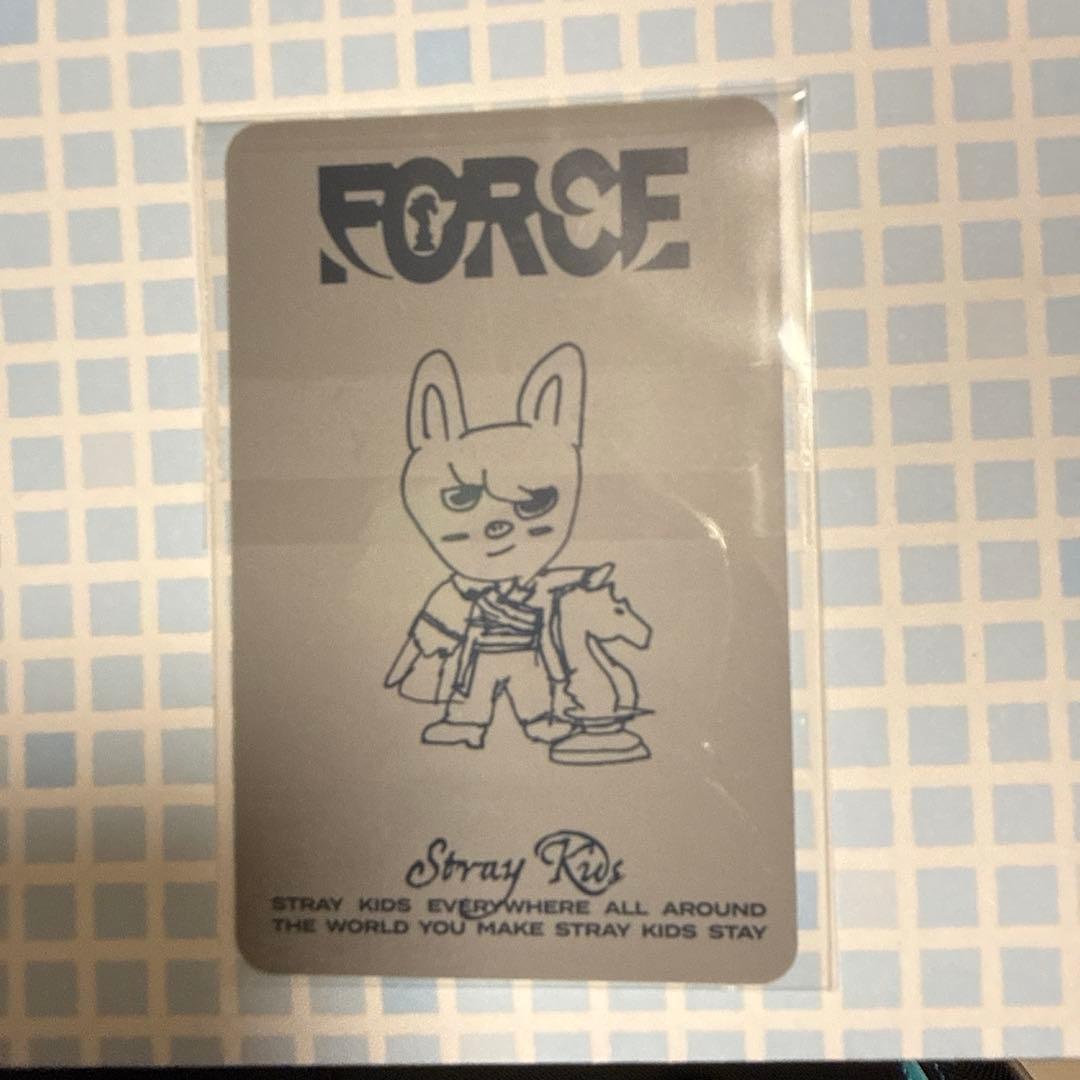 FORCE
Stray Kids
STRAY KIDS EVERYWHERE ALL AROUND
THE WORLD YOU MAKE STRAY KIDS STAY